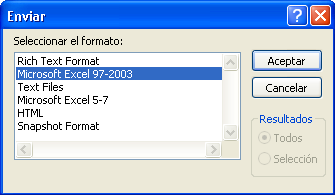 Enviar
Seleccionar el formato:
Rich Text Format
Microsoft Excel 97-2003
Text Files
Microsoft Excel 5-7
HTML
Snapshot Format
Aceptar
Cancelar
Resultados
Todos
Selección